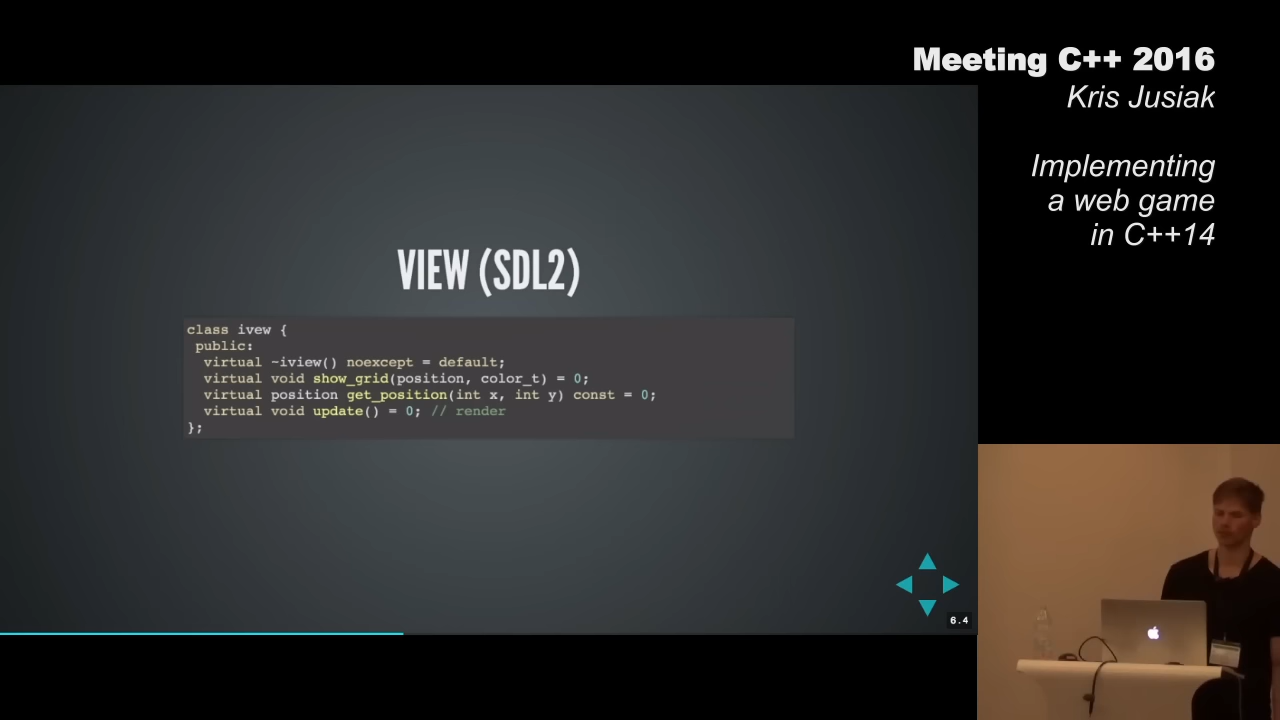 Meeting C++ 2016
Kris Jusiak
Implementing
a web game
in C++14
VIEW (SDL2)
class ivew {
public:
virtual ~iview() noexcept = default;
virtual void show_grid(position, color_t) = 0;
virtual position get_position(int x, int y) const = 0;
virtual void update() = 0; // render
};
6.4